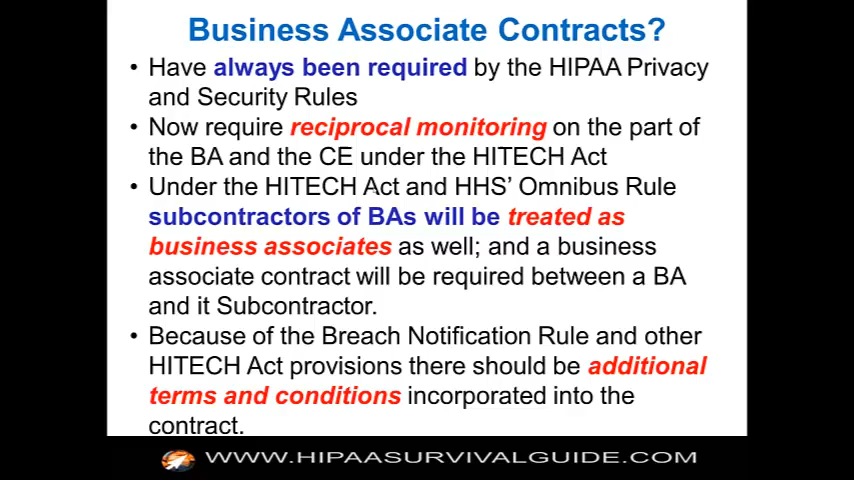 Business Associate Contracts?
• Have always been required by the HIPAA Privacy
and Security Rules
• Now require reciprocal monitoring on the part of
the BA and the CE under the HITECH Act
• Under the HITECH Act and HHS' Omnibus Rule
subcontractors of BAs will be treated as
business associates as well; and a business
associate contract will be required between a BA
and it Subcontractor.
• Because of the Breach Notification Rule and other
HITECH Act provisions there should be additional
terms and conditions incorporated into the
contract.
WWW.HIPAASURVIVALGUIDE.COM